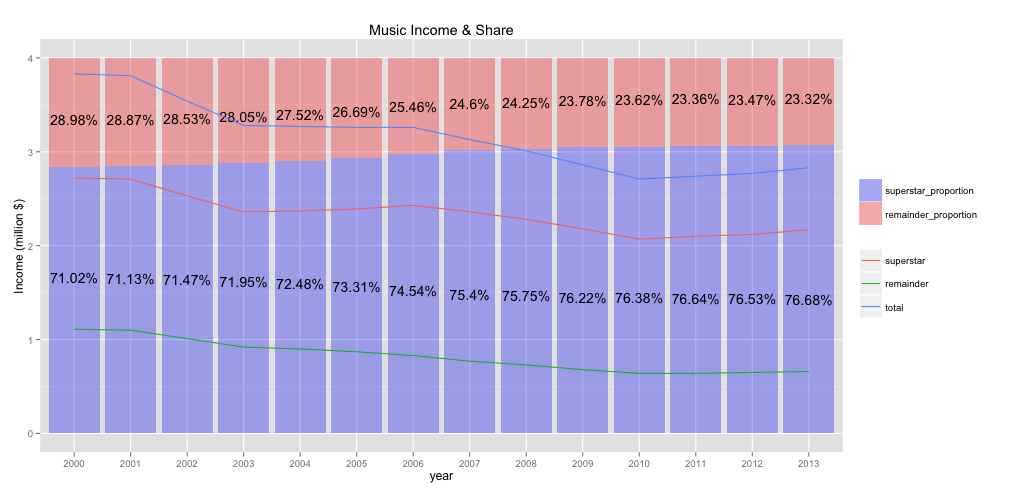 Music Income & Share
4
3
2
1
0
Income (million $)
28.98% 28.87% 28.53% 28.05% 27.52% 26.69% 25.46% 24.6% 24.25% 23.78% 23.62% 23.36% 23.47% 23.32%
71.02% 71.13% 71.47% 71.95% 72.48% 73.31% 74.54% 75.4% 75.75% 76.22% 76.38% 76.64% 76.53% 76.68%
2000 2001 2002 2003 2004 2005 2006 2007 2008 2009 2010 2011 2012 2013
year
superstar_proportion
remainder_proportion
superstar
remainder
total